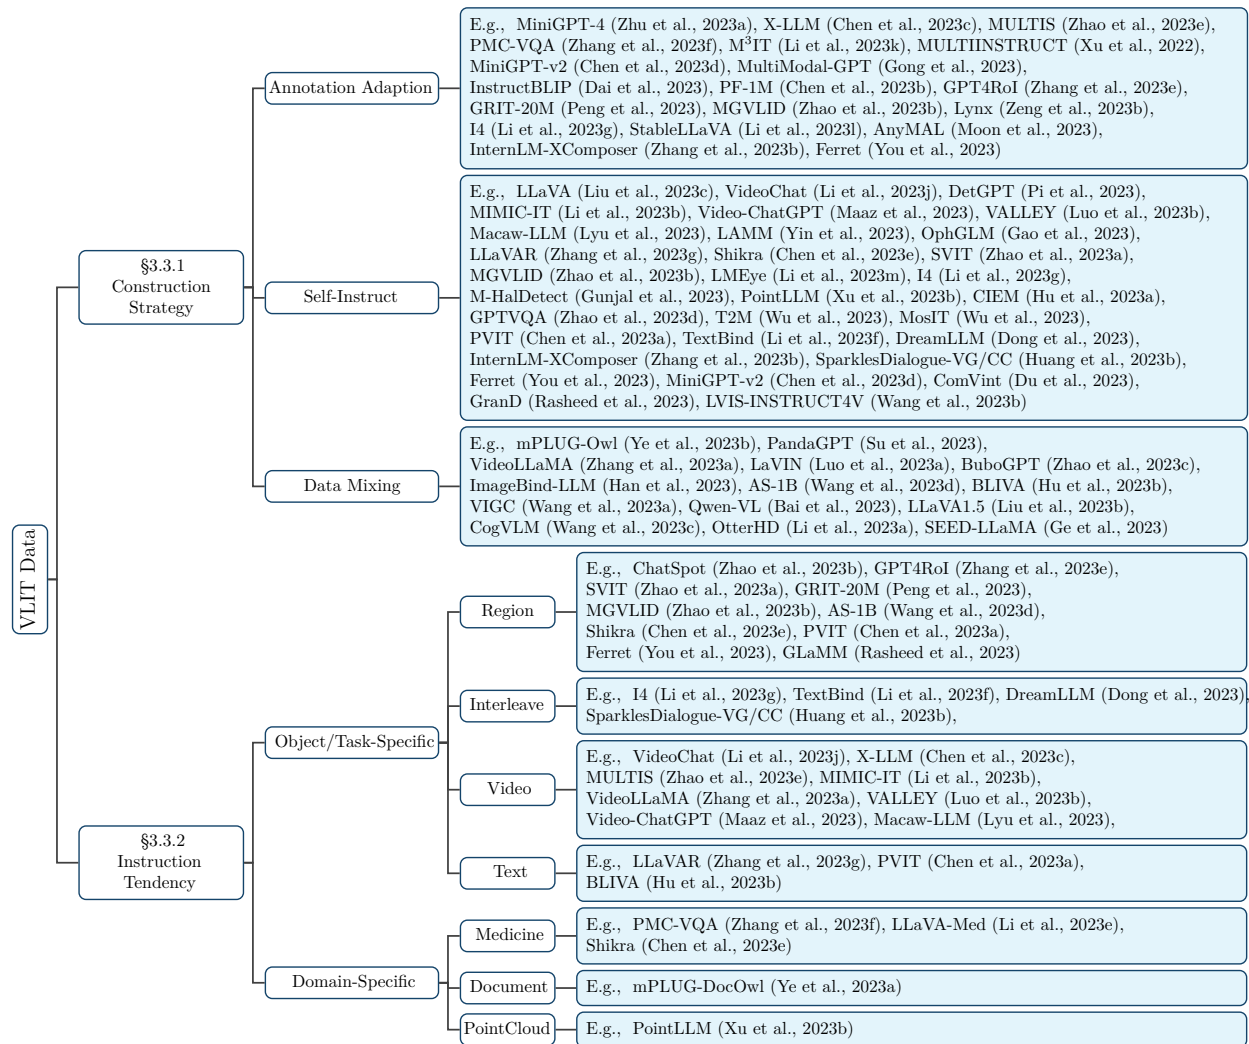 VLIT Data
§3.3.1
Construction
Strategy
Annotation Adaption
E.g., MiniGPT-4 (Zhu et al., 2023a), X-LLM (Chen et al., 2023c), MULTIS (Zhao et al., 2023e),
PMC-VQA (Zhang et al., 2023f), M³IT (Li et al., 2023k), MULTIINSTRUCT (Xu et al., 2022),
MiniGPT-v2 (Chen et al., 2023d), MultiModal-GPT (Gong et al., 2023),
InstructBLIP (Dai et al., 2023), PF-1M (Chen et al., 2023b), GPT4RoI (Zhang et al., 2023e),
GRIT-20M (Peng et al., 2023), MGVLID (Zhao et al., 2023b), Lynx (Zeng et al., 2023b),
I4 (Li et al., 2023g), StableLLaVA (Li et al., 2023l), AnyMAL (Moon et al., 2023),
InternLM-XComposer (Zhang et al., 2023b), Ferret (You et al., 2023)
Self-Instruct
E.g., LLaVA (Liu et al., 2023c), VideoChat (Li et al., 2023j), DetGPT (Pi et al., 2023),
MIMIC-IT (Li et al., 2023b), Video-ChatGPT (Maaz et al., 2023), VALLEY (Luo et al., 2023b),
Macaw-LLM (Lyu et al., 2023), LAMM (Yin et al., 2023), OphGLM (Gao et al., 2023),
LLaVAR (Zhang et al., 2023g), Shikra (Chen et al., 2023e), SVIT (Zhao et al., 2023a),
MGVLID (Zhao et al., 2023b), LMEye (Li et al., 2023m), I4 (Li et al., 2023g),
M-HalDetect (Gunjal et al., 2023), PointLLM (Xu et al., 2023b), CIEM (Hu et al., 2023a),
GPTVQA (Zhao et al., 2023d), T2M (Wu et al., 2023), MosIT (Wu et al., 2023),
PVIT (Chen et al., 2023a), TextBind (Li et al., 2023f), DreamLLM (Dong et al., 2023),
InternLM-XComposer (Zhang et al., 2023b), SparklesDialogue-VG/CC (Huang et al., 2023b),
Ferret (You et al., 2023), MiniGPT-v2 (Chen et al., 2023d), ComVint (Du et al., 2023),
GranD (Rasheed et al., 2023), LVIS-INSTRUCT4V (Wang et al., 2023b)
Data Mixing
E.g., mPLUG-Owl (Ye et al., 2023b), PandaGPT (Su et al., 2023),
VideoLLaMA (Zhang et al., 2023a), LaVIN (Luo et al., 2023a), BuboGPT (Zhao et al., 2023c),
ImageBind-LLM (Han et al., 2023), AS-1B (Wang et al., 2023d), BLIVA (Hu et al., 2023b),
VIGC (Wang et al., 2023a), Qwen-VL (Bai et al., 2023), LLaVA1.5 (Liu et al., 2023b),
CogVLM (Wang et al., 2023c), OtterHD (Li et al., 2023a), SEED-LLaMA (Ge et al., 2023)
§3.3.2
Instruction
Tendency
Object/Task-Specific
Region
E.g., ChatSpot (Zhao et al., 2023b), GPT4RoI (Zhang et al., 2023e),
SVIT (Zhao et al., 2023a), GRIT-20M (Peng et al., 2023),
MGVLID (Zhao et al., 2023b), AS-1B (Wang et al., 2023d),
Shikra (Chen et al., 2023e), PVIT (Chen et al., 2023a),
Ferret (You et al., 2023), GLaMM (Rasheed et al., 2023)
Interleave
E.g., I4 (Li et al., 2023g), TextBind (Li et al., 2023f), DreamLLM (Dong et al., 2023),
SparklesDialogue-VG/CC (Huang et al., 2023b),
Video
E.g., VideoChat (Li et al., 2023j), X-LLM (Chen et al., 2023c),
MULTIS (Zhao et al., 2023e), MIMIC-IT (Li et al., 2023b),
VideoLLaMA (Zhang et al., 2023a), VALLEY (Luo et al., 2023b),
Video-ChatGPT (Maaz et al., 2023), Macaw-LLM (Lyu et al., 2023),
Text
E.g., LLaVAR (Zhang et al., 2023g), PVIT (Chen et al., 2023a),
BLIVA (Hu et al., 2023b)
Domain-Specific
Medicine
E.g., PMC-VQA (Zhang et al., 2023f), LLaVA-Med (Li et al., 2023e),
Shikra (Chen et al., 2023e)
Document
E.g., mPLUG-DocOwl (Ye et al., 2023a)
PointCloud
E.g., PointLLM (Xu et al., 2023b)